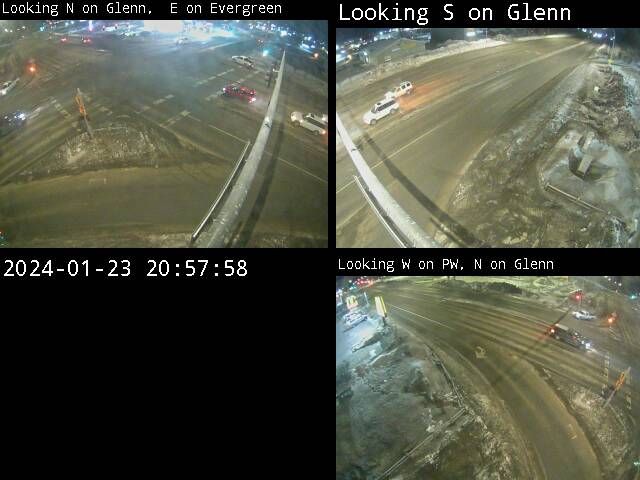 Looking N on Glenn, E on Evergreen
Looking S on Glenn
2024-01-23 20:57:58
Looking W on PW, N on Glenn